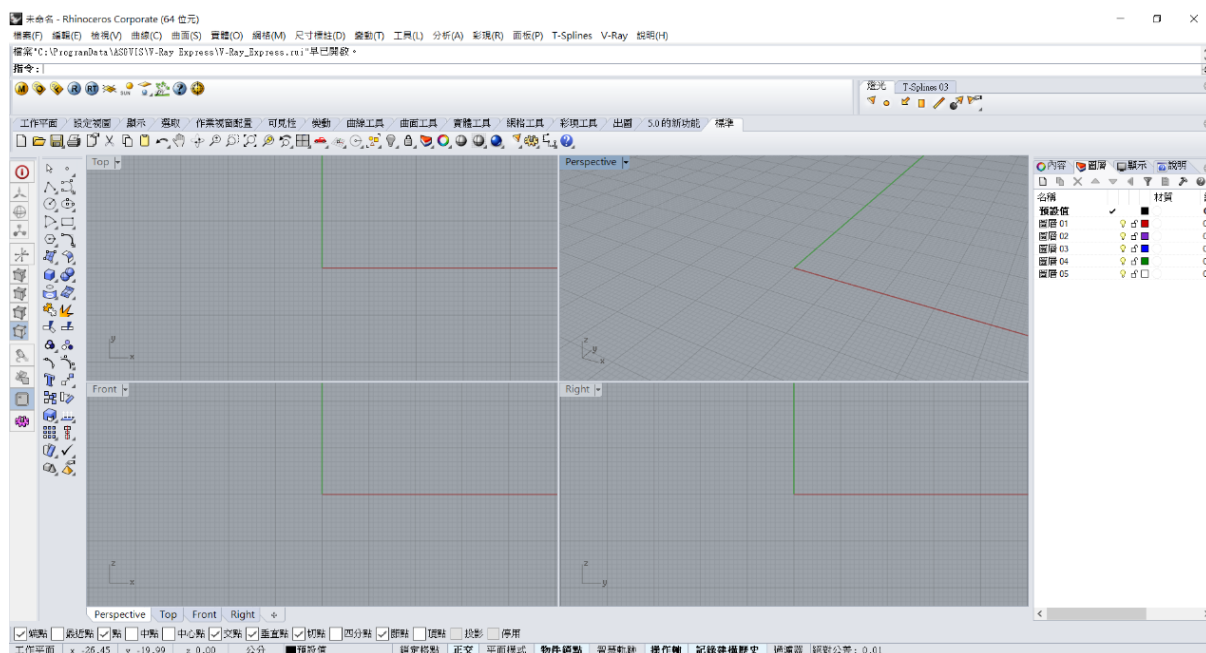 未命名 - Rhinoceros Corporate (64 位元)
檔案(F) 編輯(E) 檢視(V) 曲線(C) 曲面(S) 實體(O) 網格(M) 尺寸標註(D) 變動(T) 工具(L) 分析(A) 彩現(R) 面板(P) T-Splines V-Ray 說明(H)
檔案"C:\ProgramData\ASGVIS\V-Ray Express\V-Ray_Express.rui"早已開啟。
指令:
燈光 T-Splines 03
工作平面 設定視圖 顯示 選取 作業視窗配置 可見性 變動 曲線工具 曲面工具 實體工具 網格工具 彩現工具 出圖 5.0 的新功能 標準
Top
Perspective
內容 圖層 顯示 說明
名稱 材質
預設值
圖層 01
圖層 02
圖層 03
圖層 04
圖層 05
y
x
z
y
x
Front
Right
z
x
z
y
Perspective Top Front Right
端點 最近點 點 中點 中心點 交點 垂直點 切點 四分點 節點 頂點 投影 停用
工作平面 x -26.45 y -19.99 z 0.00 公分 預設值 鎖定格點 正交 平面模式 物件鎖點 智慧軌跡 操作軸 記錄建構歷史 過濾器 絕對公差: 0.01